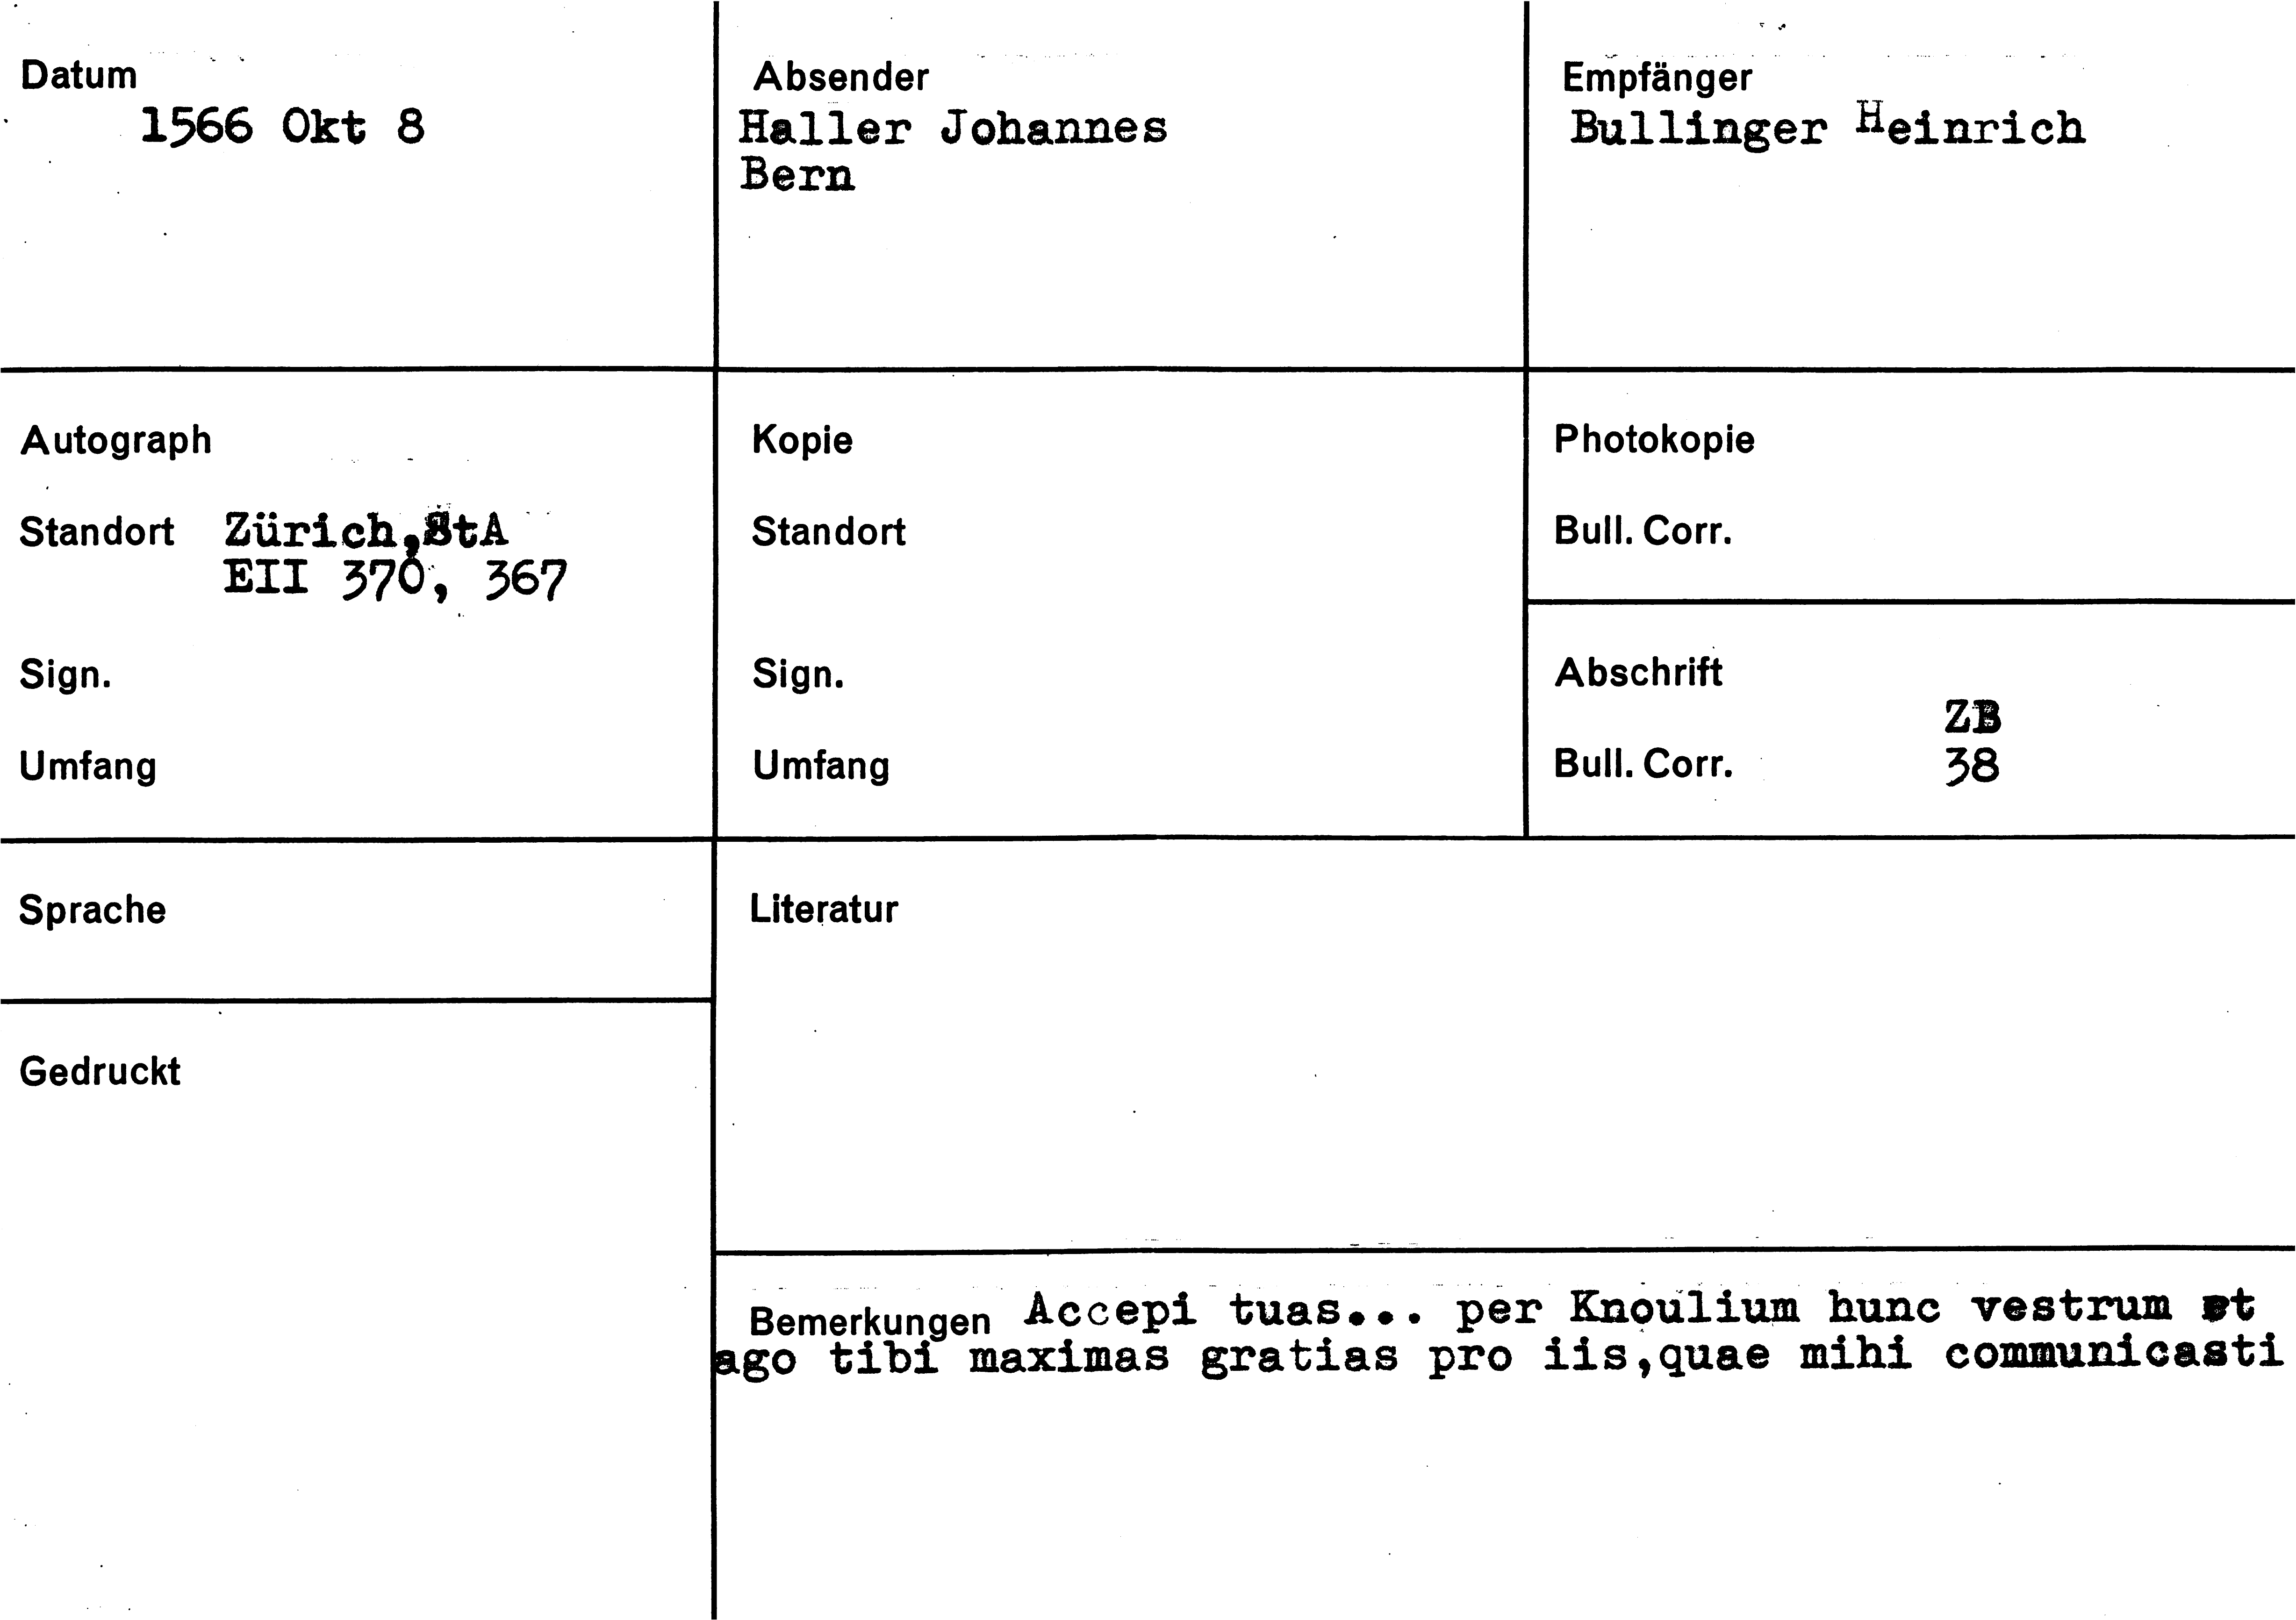 Datum
1566 Okt 8
Absender
Haller Johannes
Bern
Empfänger
Bullinger Heinrich
Autograph
Standort Zürich,StA
EII 370, 367
Sign.
Umfang
Kopie
Standort
Sign.
Umfang
Photokopie
Bull. Corr.
Abschrift
ZB
Bull. Corr. 38
Sprache
Literatur
Gedruckt
Bemerkungen Accepi tuas... per Knoulium hunc vestrum et
ago tibi maximas gratias pro iis,quae mihi communicasti